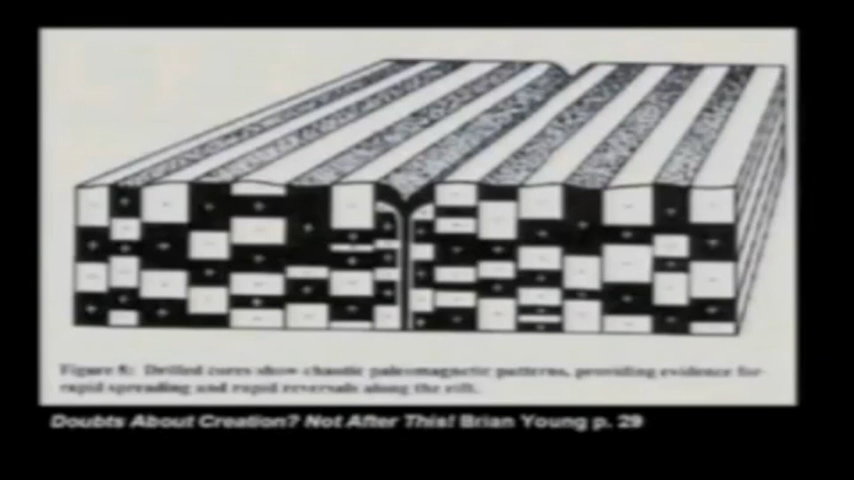 Figure 8: Drilled cores show chaotic paleomagnetic patterns, providing evidence for
rapid spreading and rapid reversals along the rift.
Doubts About Creation? Not After This! Brian Young p. 29